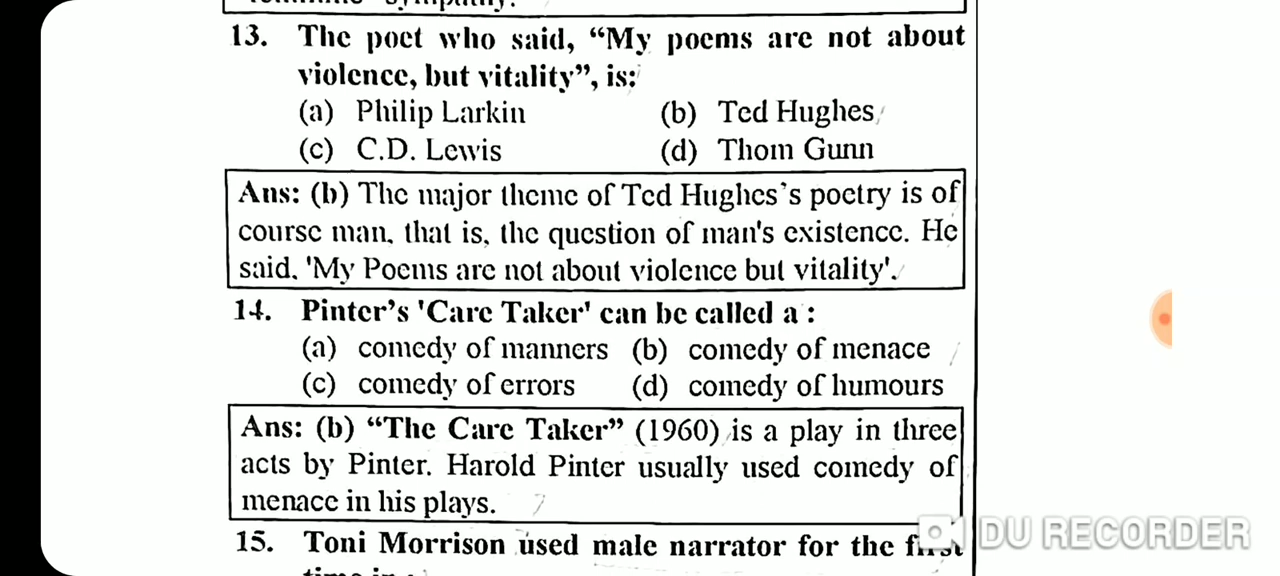 13. The poet who said, “My poems are not about
violence, but vitality”, is:
(a) Philip Larkin (b) Ted Hughes
(c) C.D. Lewis (d) Thom Gunn
Ans: (b) The major theme of Ted Hughes’s poetry is of
course man, that is, the question of man's existence. He
said, 'My Poems are not about violence but vitality'.
14. Pinter’s 'Care Taker' can be called a :
(a) comedy of manners (b) comedy of menace
(c) comedy of errors (d) comedy of humours
Ans: (b) “The Care Taker” (1960) is a play in three
acts by Pinter. Harold Pinter usually used comedy of
menace in his plays.
15. Toni Morrison used male narrator for the first
DU RECORDER